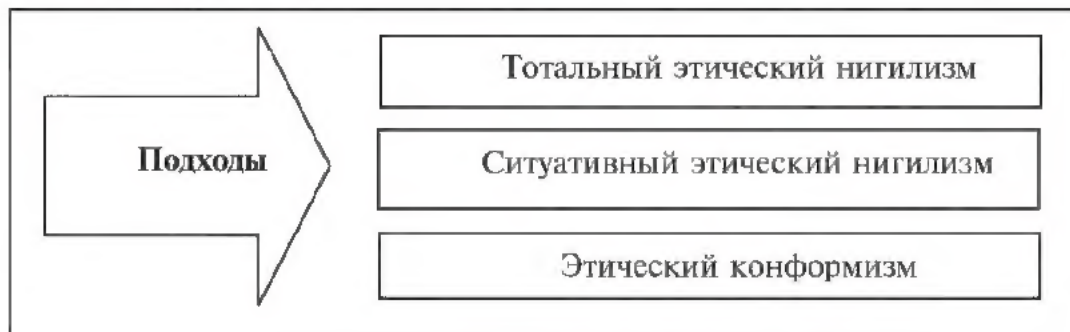 Тотальный этический нигилизм
Подходы
Ситуативный этический нигилизм
Этический конформизм